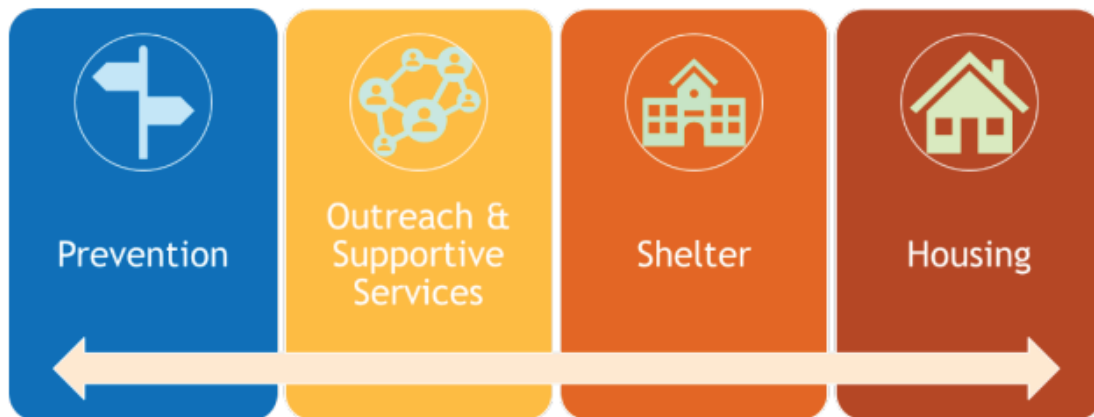 Prevention
Outreach &
Supportive
Services
Shelter
Housing